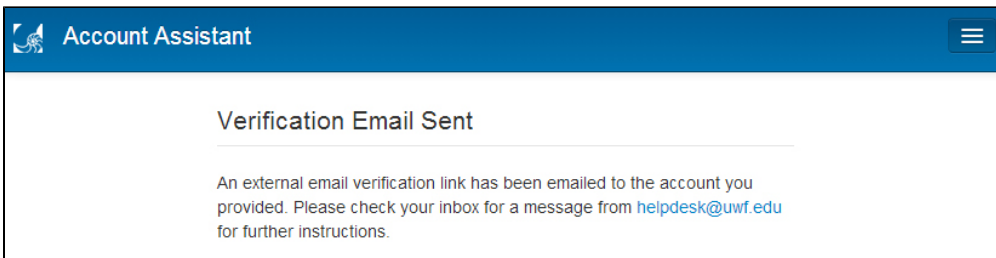 Account Assistant
Verification Email Sent
An external email verification link has been emailed to the account you
provided. Please check your inbox for a message from helpdesk@uwf.edu
for further instructions.